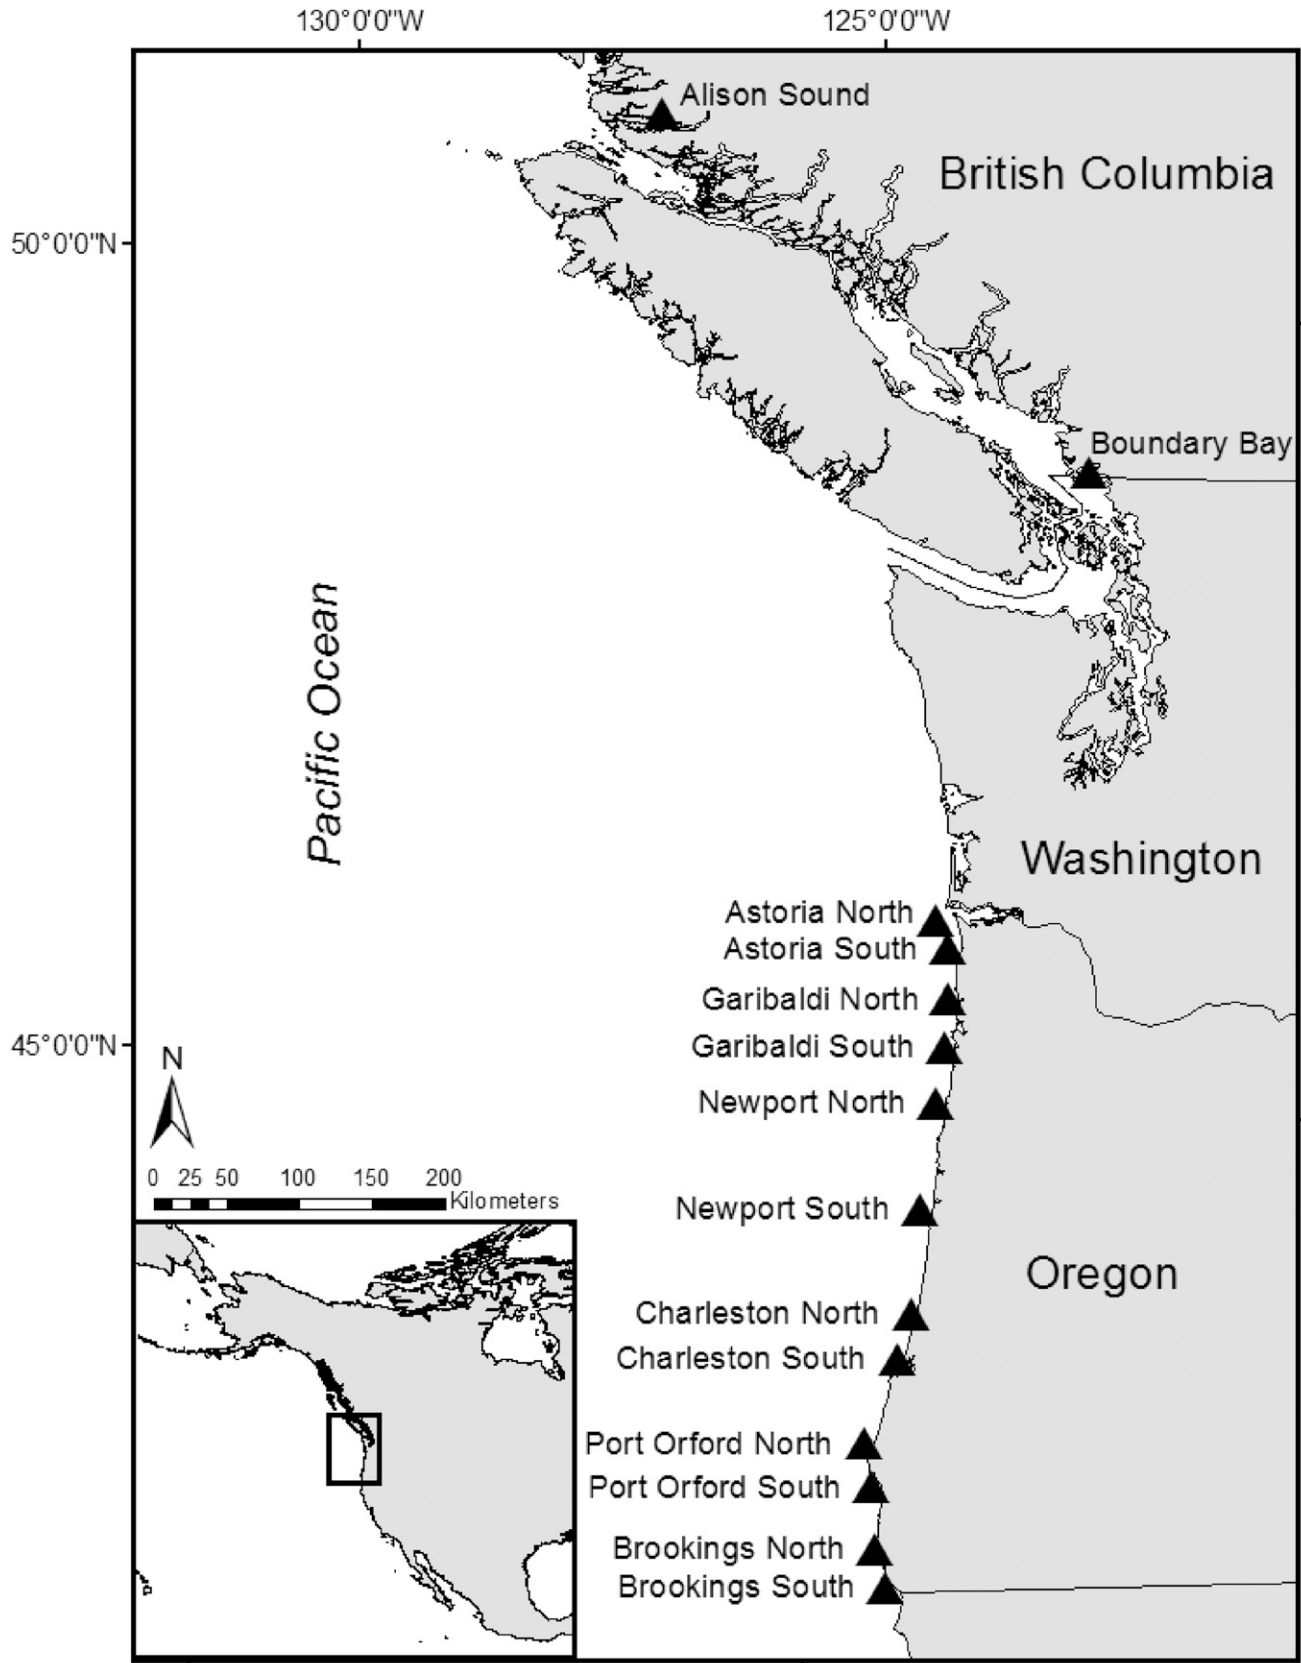 130°0'0"W
125°0'0"W
Alison Sound
British Columbia
50°0'0"N
Boundary Bay
Pacific Ocean
Washington
Astoria North
Astoria South
Garibaldi North
45°0'0"N
Garibaldi South
N
Newport North
0 25 50 100 150 200
Kilometers
Newport South
Oregon
Charleston North
Charleston South
Port Orford North
Port Orford South
Brookings North
Brookings South